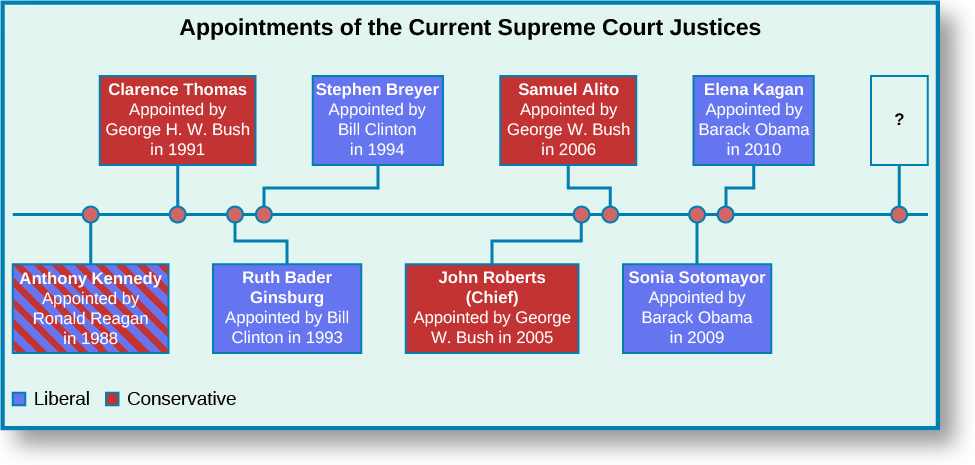 Appointments of the Current Supreme Court Justices
Clarence Thomas
Appointed by
George H. W. Bush
in 1991
Stephen Breyer
Appointed by
Bill Clinton
in 1994
Samuel Alito
Appointed by
George W. Bush
in 2006
Elena Kagan
Appointed by
Barack Obama
in 2010
?
Anthony Kennedy
Appointed by
Ronald Reagan
in 1988
Ruth Bader
Ginsburg
Appointed by Bill
Clinton in 1993
John Roberts
(Chief)
Appointed by George
W. Bush in 2005
Sonia Sotomayor
Appointed by
Barack Obama
in 2009
Liberal
Conservative